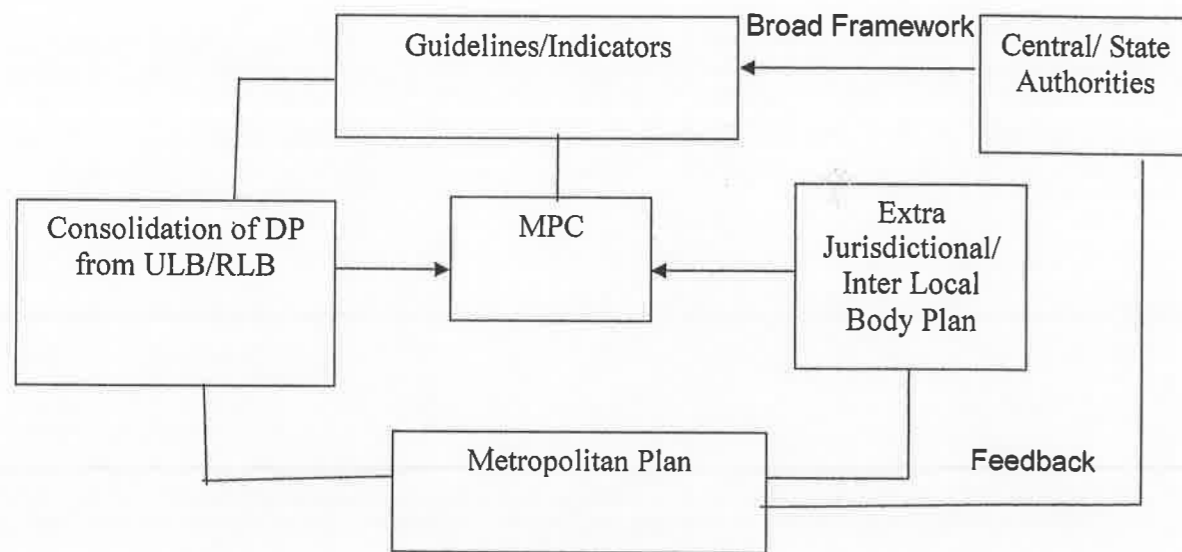 Guidelines/Indicators
Broad Framework
Central/ State
Authorities
Consolidation of DP
from ULB/RLB
MPC
Extra
Jurisdictional/
Inter Local
Body Plan
Metropolitan Plan
Feedback